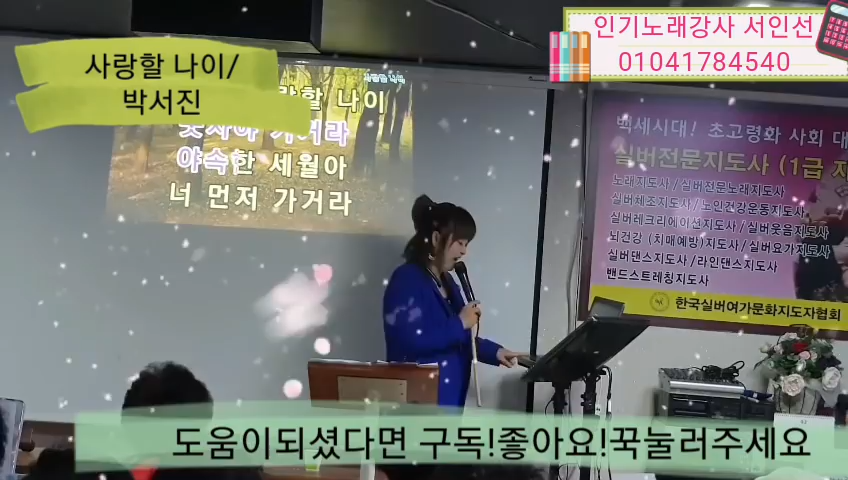 인기노래강사 서인선
01041784540
사랑할 나이/
박서진
할 나이
가거라
야속한 세월아
너 먼저 가거라
백세시대! 초고령화 사회 대
실버전문지도사 (1급 자
노래지도사/실버전문노래지도사
실버체조지도사/노인건강운동지도사
실버레크리에이션지도사/실버웃음지도사
뇌건강 (치매예방)지도사/실버요가지도사
실버댄스지도사/라인댄스지도사
밴드스트레칭지도사
한국실버여가문화지도자협회
도움이되셨다면 구독!좋아요!꾹눌러주세요